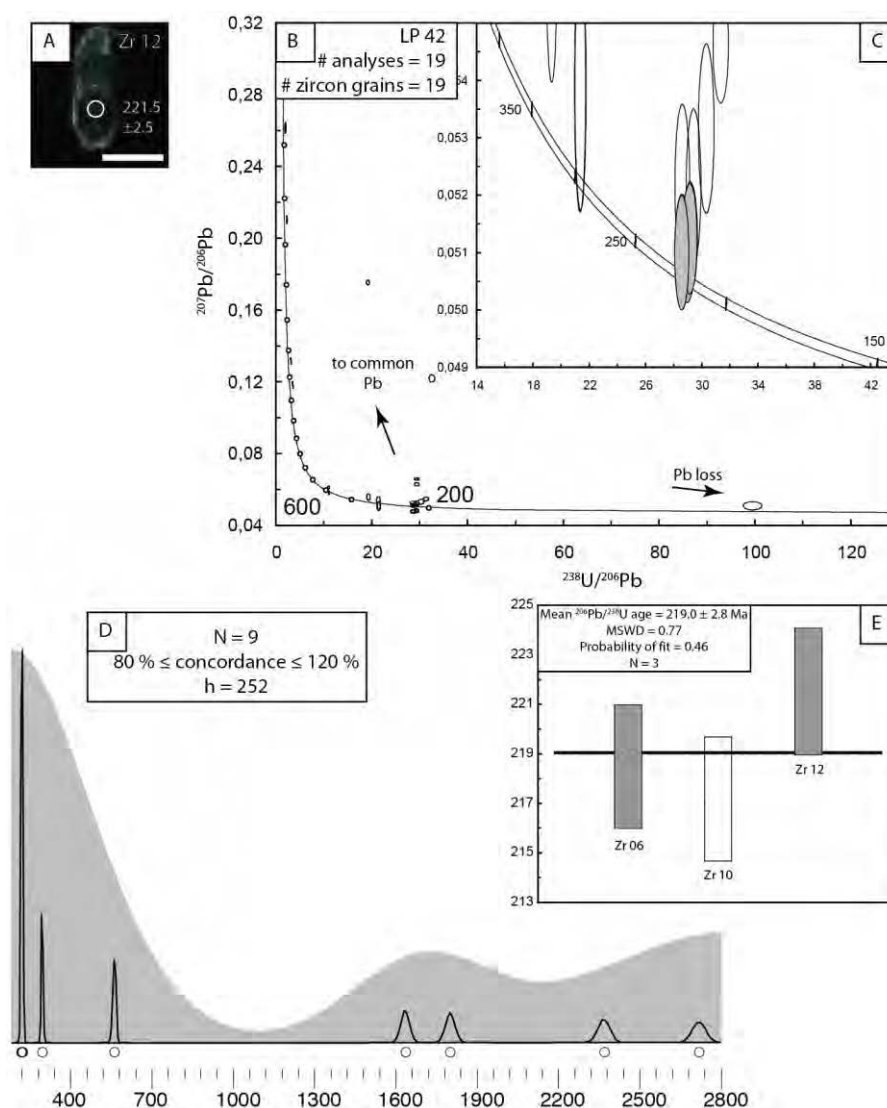 A
Zr 12
221.5
±2.5
B
LP 42
# analyses = 19
# zircon grains = 19
0,32
0,28
0,26
0,21
0,16
0,12
0,08
0,04
²⁰⁷Pb/²⁰⁶Pb
to common
Pb
600
200
Pb loss
0 20 40 60 80 100 120
²³⁸U/²⁰⁶Pb
C
54
0,053
0,052
0,051
0,050
0,049
350
250
150
14 18 22 26 30 34 38 42
D
N = 9
80 % ≤ concordance ≤ 120 %
h = 252
400 700 1000 1300 1600 1900 2200 2500 2800
E
Mean ²⁰⁶Pb/²³⁸U age = 219.0 ± 2.8 Ma
MSWD = 0.77
Probability of fit = 0.46
N = 3
225
223
221
219
217
215
213
Zr 06
Zr 10
Zr 12